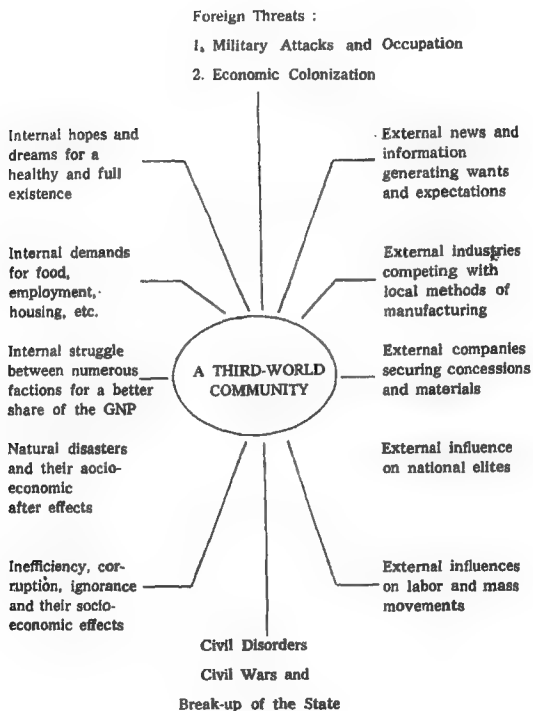 Foreign Threats :
1. Military Attacks and Occupation
2. Economic Colonization
Internal hopes and
dreams for a
healthy and full
existence
External news and
information
generating wants
and expectations
Internal demands
for food,
employment,
housing, etc.
External industries
competing with
local methods of
manufacturing
Internal struggle
between numerous
factions for a better
share of the GNP
A THIRD-WORLD
COMMUNITY
External companies
securing concessions
and materials
Natural disasters
and their socio-
economic
after effects
External influence
on national elites
Inefficiency, cor-
ruption, ignorance
and their socio-
economic effects
External influences
on labor and mass
movements
Civil Disorders
Civil Wars and
Break-up of the State